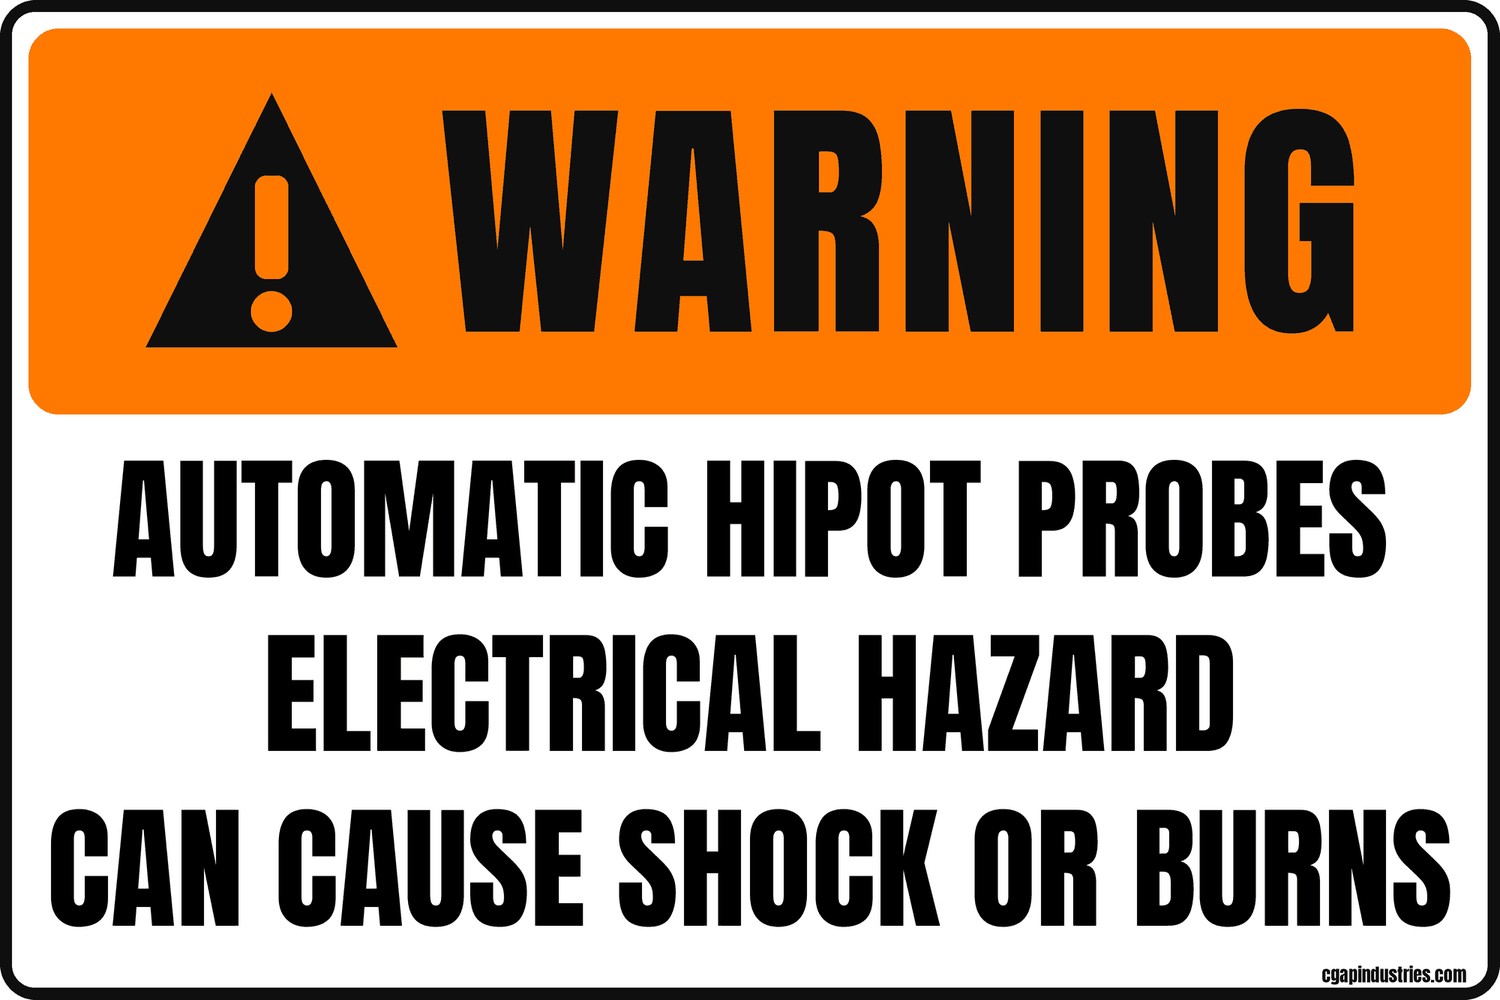 WARNING
AUTOMATIC HIPOT PROBES
ELECTRICAL HAZARD
CAN CAUSE SHOCK OR BURNS
cgapindustries.com